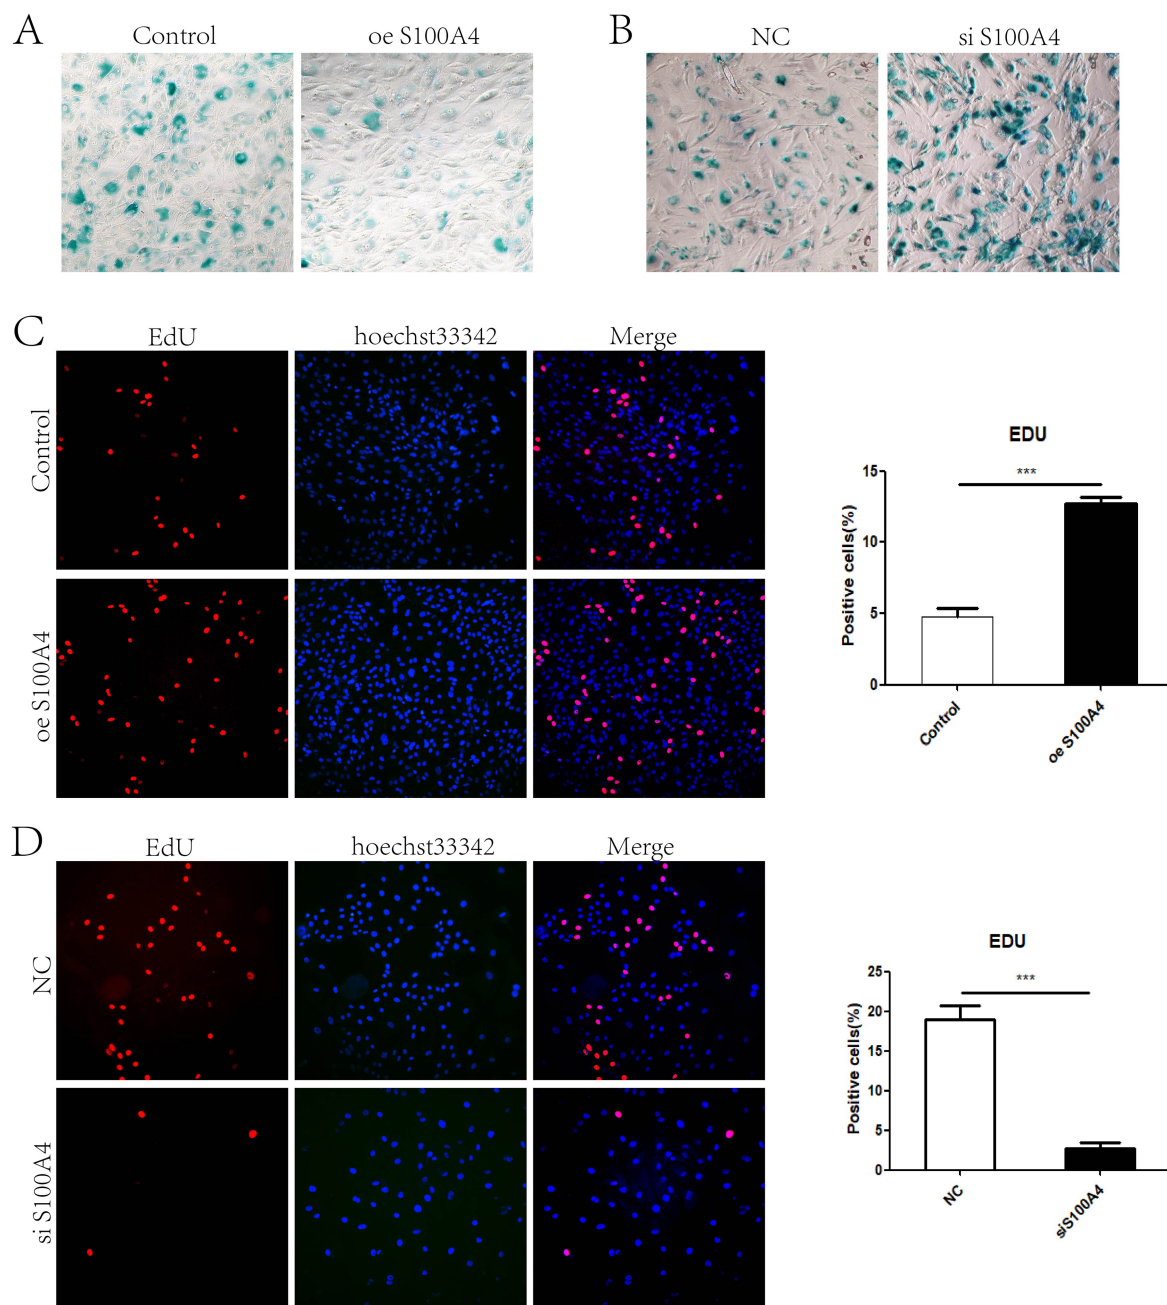 A
Control
oe S100A4
B
NC
si S100A4
C
EdU
hoechst33342
Merge
Control
oe S100A4
EDU
Positive cells(%)
15
10
5
0
***
Control
oe S100A4
D
EdU
hoechst33342
Merge
NC
si S100A4
EDU
Positive cells(%)
25
20
15
10
5
0
***
NC
siS100A4